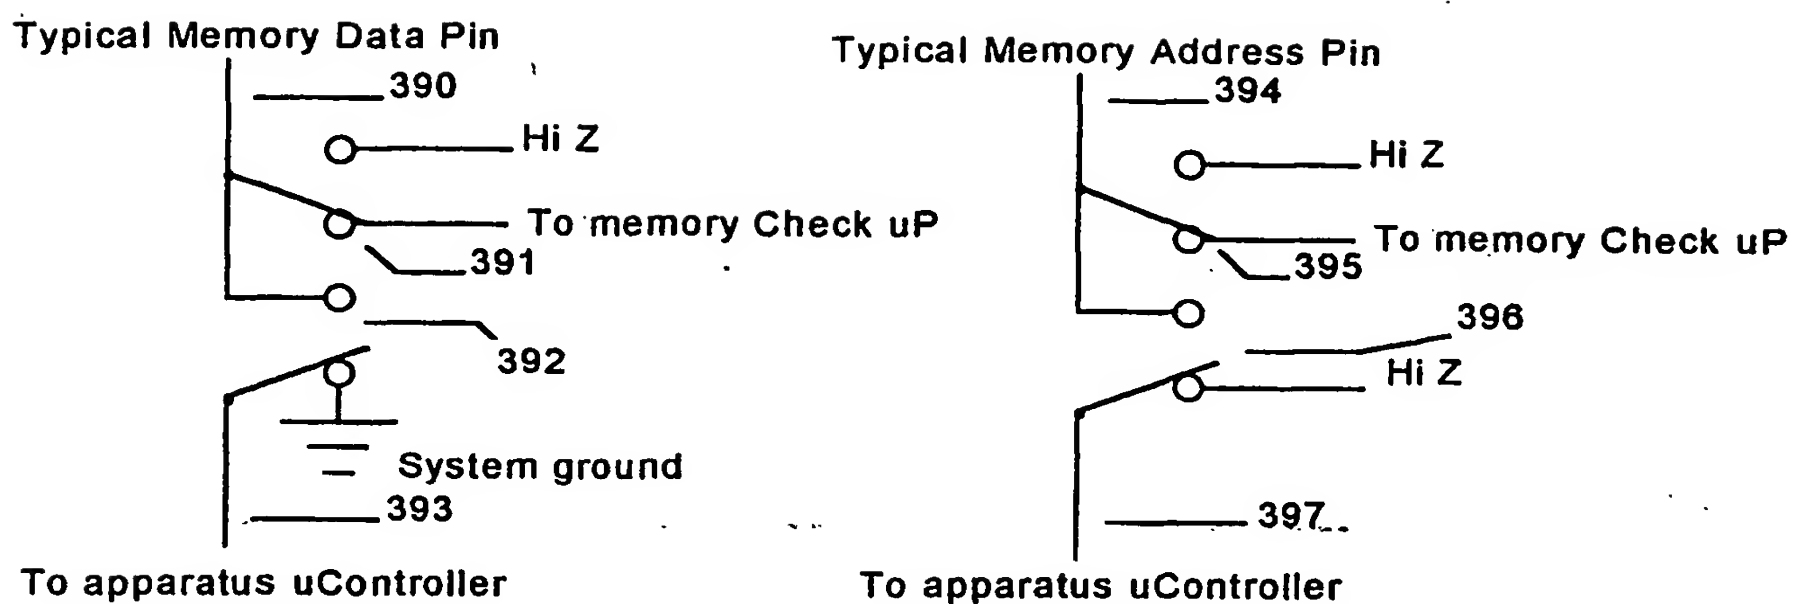 Typical Memory Data Pin
390
Hi Z
To memory Check uP
391
392
System ground
393
To apparatus uController
Typical Memory Address Pin
394
Hi Z
To memory Check uP
395
396
Hi Z
397
To apparatus uController